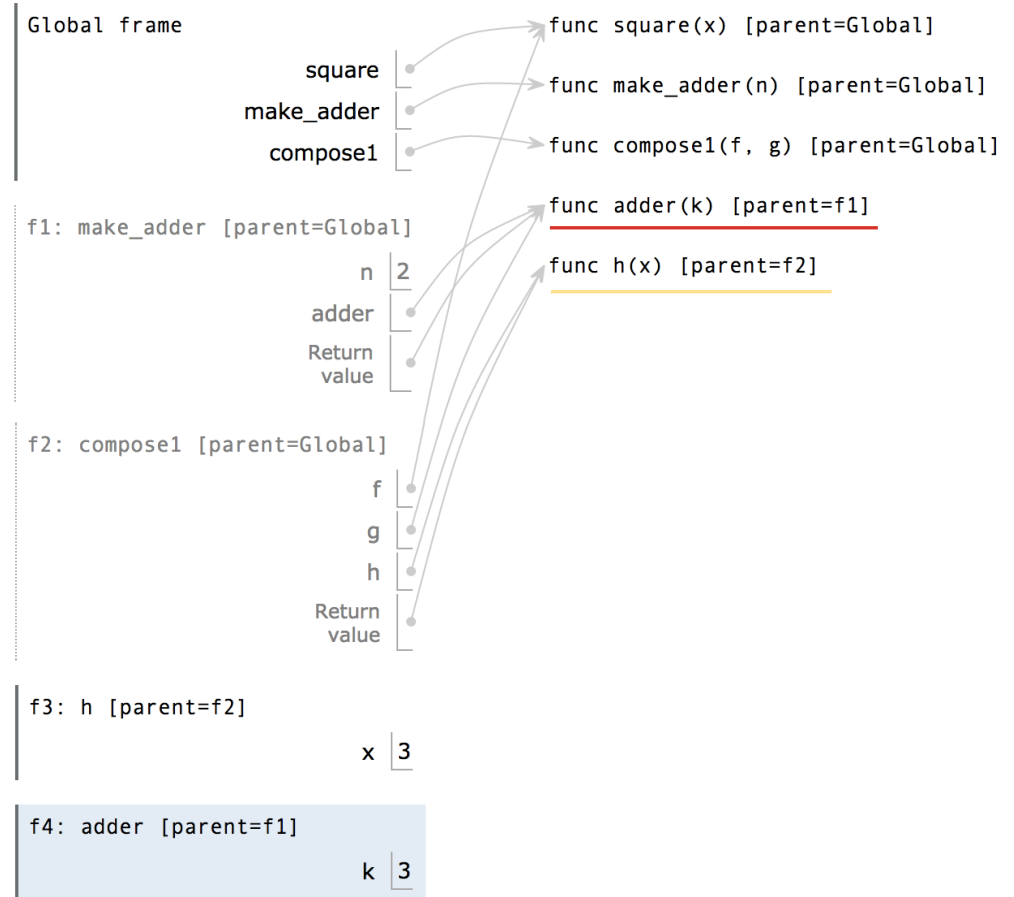 Global frame
func square(x) [parent=Global]
square
func make_adder(n) [parent=Global]
make_adder
func compose1(f, g) [parent=Global]
compose1
func adder(k) [parent=f1]
f1: make_adder [parent=Global]
func h(x) [parent=f2]
n 2
adder
Return
value
f2: compose1 [parent=Global]
f
g
h
Return
value
f3: h [parent=f2]
x 3
f4: adder [parent=f1]
k 3